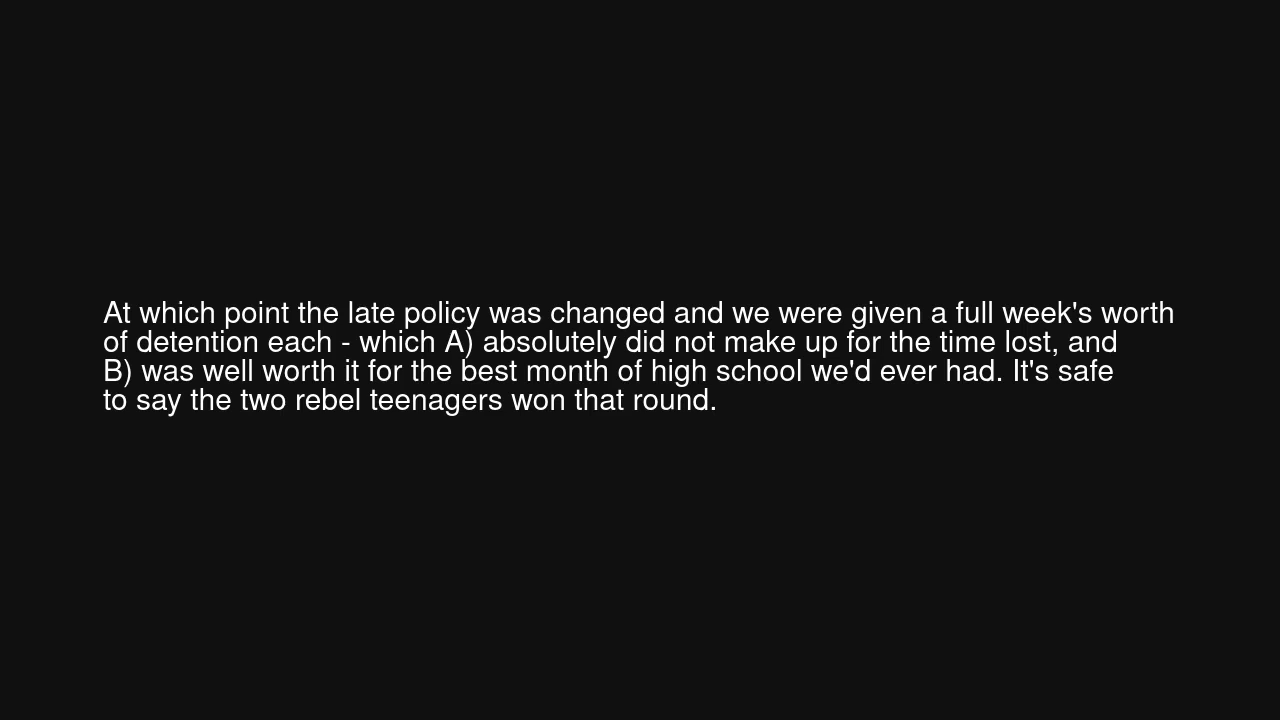 At which point the late policy was changed and we were given a full week's worth
of detention each - which A) absolutely did not make up for the time lost, and
B) was well worth it for the best month of high school we'd ever had. It's safe
to say the two rebel teenagers won that round.